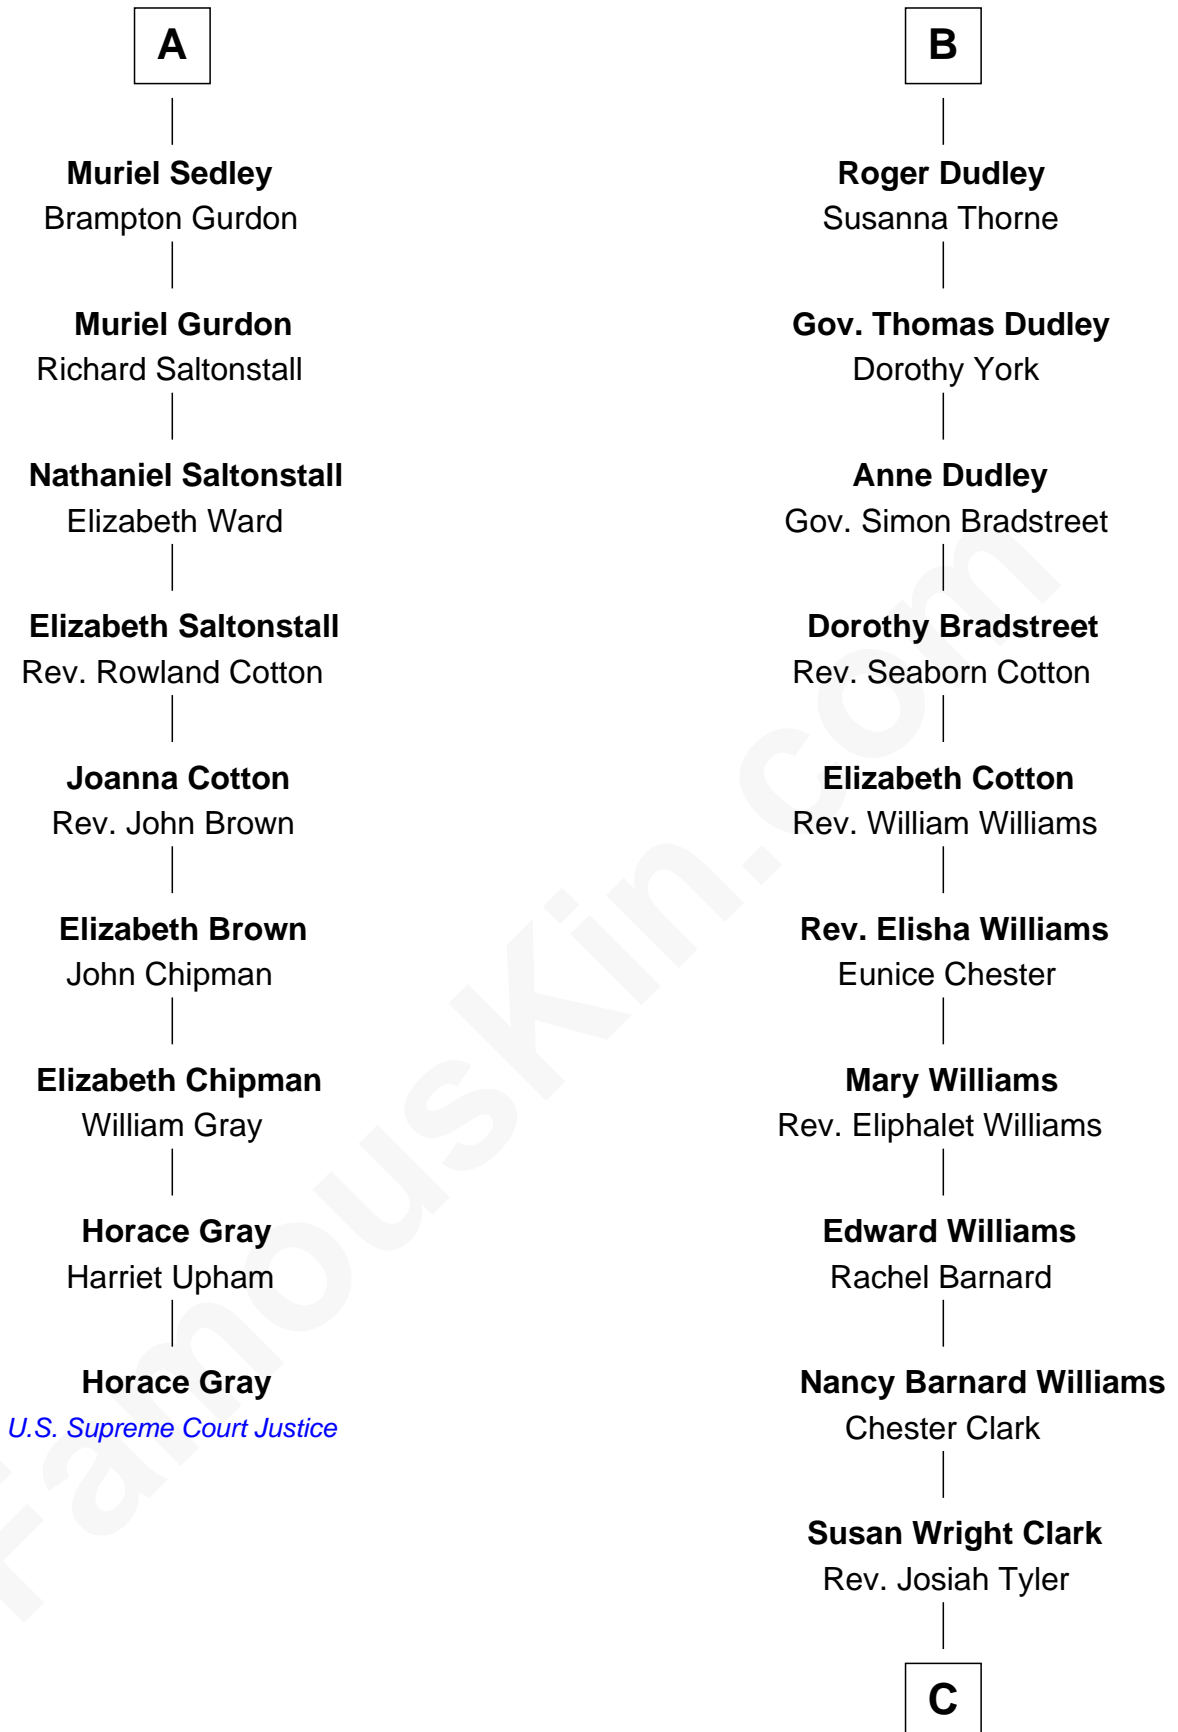 A
Muriel Sedley
Brampton Gurdon
Muriel Gurdon
Richard Saltonstall
Nathaniel Saltonstall
Elizabeth Ward
Elizabeth Saltonstall
Rev. Rowland Cotton
Joanna Cotton
Rev. John Brown
Elizabeth Brown
John Chipman
Elizabeth Chipman
William Gray
Horace Gray
Harriet Upham
Horace Gray
U.S. Supreme Court Justice
B
Roger Dudley
Susanna Thorne
Gov. Thomas Dudley
Dorothy York
Anne Dudley
Gov. Simon Bradstreet
Dorothy Bradstreet
Rev. Seaborn Cotton
Elizabeth Cotton
Rev. William Williams
Rev. Elisha Williams
Eunice Chester
Mary Williams
Rev. Eliphalet Williams
Edward Williams
Rachel Barnard
Nancy Barnard Williams
Chester Clark
Susan Wright Clark
Rev. Josiah Tyler
C
FamousKin.com